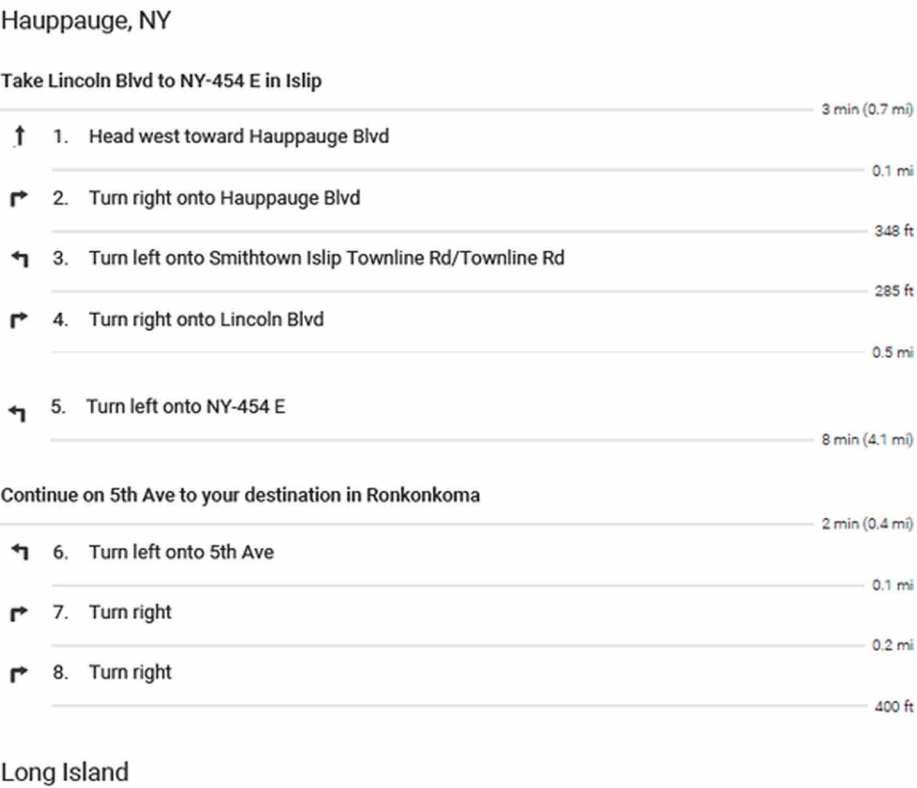 Hauppauge, NY
Take Lincoln Blvd to NY-454 E in Islip
3 min (0.7 mi)
1. Head west toward Hauppauge Blvd
0.1 mi
2. Turn right onto Hauppauge Blvd
348 ft
3. Turn left onto Smithtown Islip Townline Rd/Townline Rd
285 ft
4. Turn right onto Lincoln Blvd
0.5 mi
5. Turn left onto NY-454 E
8 min (4.1 mi)
Continue on 5th Ave to your destination in Ronkonkoma
2 min (0.4 mi)
6. Turn left onto 5th Ave
0.1 mi
7. Turn right
0.2 mi
8. Turn right
400 ft
Long Island